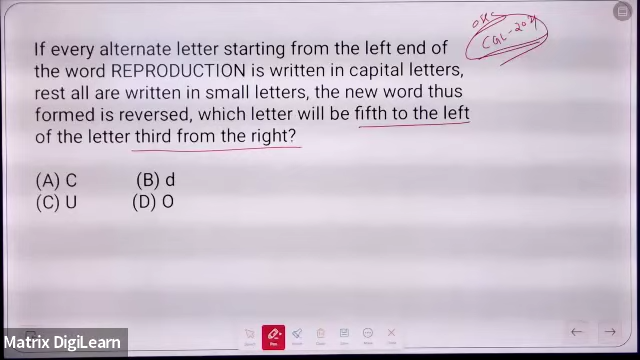 If every alternate letter starting from the left end of
the word REPRODUCTION is written in capital letters,
rest all are written in small letters, the new word thus
formed is reversed, which letter will be fifth to the left
of the letter third from the right?
(A) C (B) d
(C) U (D) O
Matrix DigiLearn